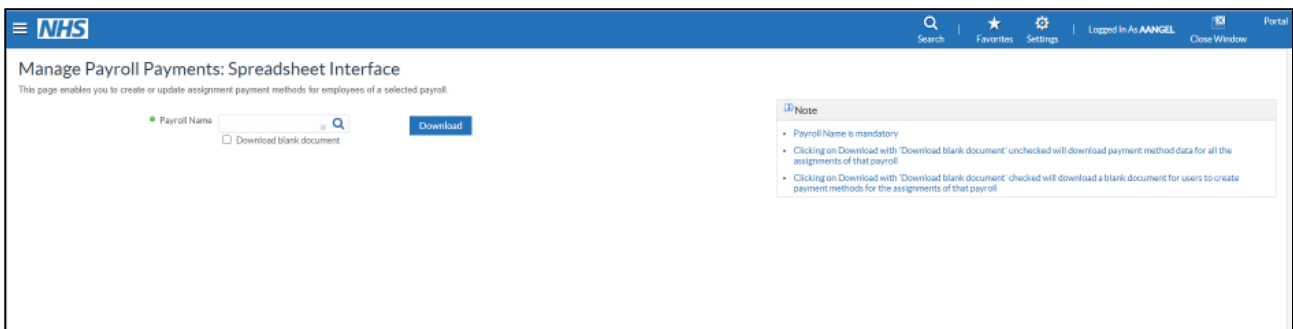 NHS
Search
Favorites
Settings
Logged In As AANGEL
Close Window
Portal
Manage Payroll Payments: Spreadsheet Interface
This page enables you to create or update assignment payment methods for employees of a selected payroll.
Payroll Name
Download
Download blank document
Note
Payroll Name is mandatory
Clicking on Download with 'Download blank document' unchecked will download payment method data for all the
assignments of that payroll
Clicking on Download with 'Download blank document' checked will download a blank document for users to create
payment methods for the assignments of that payroll